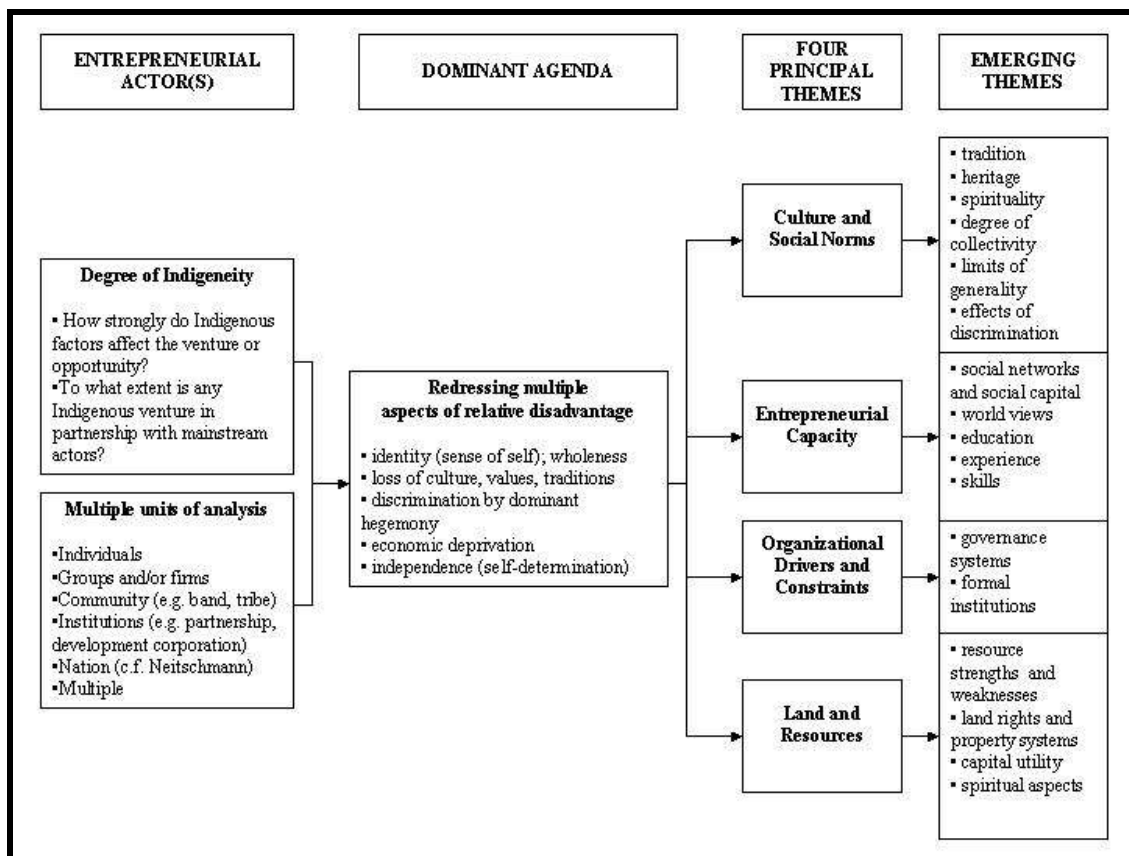 ENTREPRENEURIAL
ACTOR(S)
DOMINANT AGENDA
FOUR
PRINCIPAL
THEMES
EMERGING
THEMES
Degree of Indigeneity
▪ How strongly do Indigenous
factors affect the venture or
opportunity?
▪To what extent is any
Indigenous venture in
partnership with mainstream
actors?
Multiple units of analysis
▪Individuals
▪Groups and/or firms
▪Community (e.g. band, tribe)
▪Institutions (e.g. partnership,
development corporation)
▪Nation (c.f. Neitschmann)
▪Multiple
Redressing multiple
aspects of relative disadvantage
▪ identity (sense of self); wholeness
▪ loss of culture, values, traditions
▪ discrimination by dominant
hegemony
▪ economic deprivation
▪ independence (self-determination)
Culture and
Social Norms
Entrepreneurial
Capacity
Organizational
Drivers and
Constraints
Land and
Resources
▪ tradition
▪ heritage
▪ spirituality
▪ degree of
collectivity
▪ limits of
generality
▪ effects of
discrimination
▪ social networks
and social capital
▪ world views
▪ education
▪ experience
▪ skills
▪ governance
systems
▪ formal
institutions
▪ resource
strengths and
weaknesses
▪ land rights and
property systems
▪ capital utility
▪ spiritual aspects